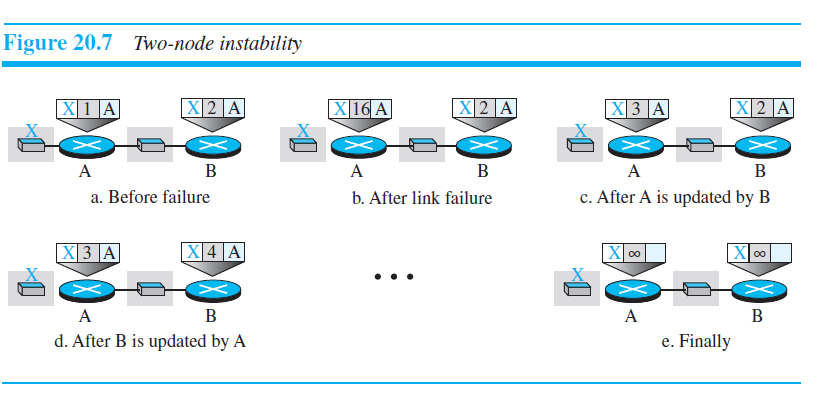 Figure 20.7 Two-node instability
X 1 A
X 2 A
X 16 A
X 2 A
X 3 A
X 2 A
X
X
X
A
B
A
B
A
B
a. Before failure
b. After link failure
c. After A is updated by B
X 3 A
X 4 A
X ∞
X ∞
X
• • •
X
A
B
A
B
d. After B is updated by A
e. Finally